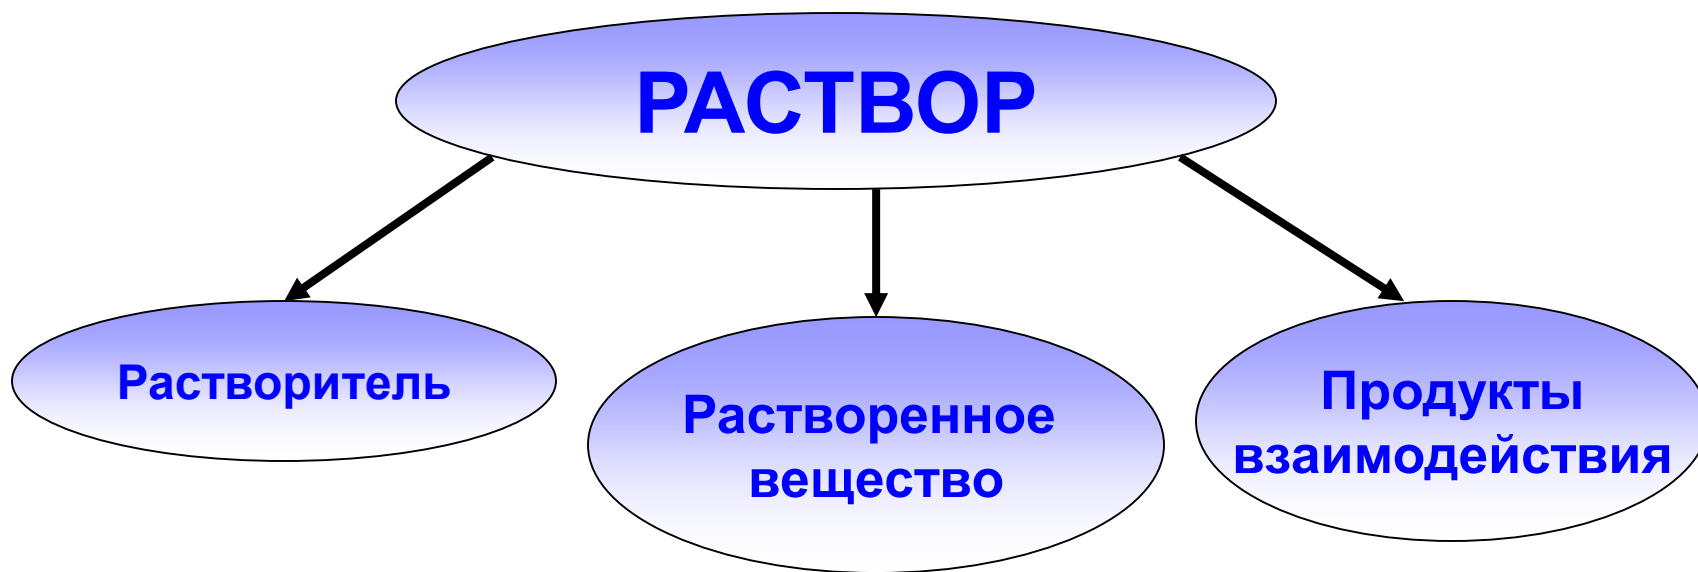 РАСТВОР
Растворитель
Растворенное
вещество
Продукты
взаимодействия